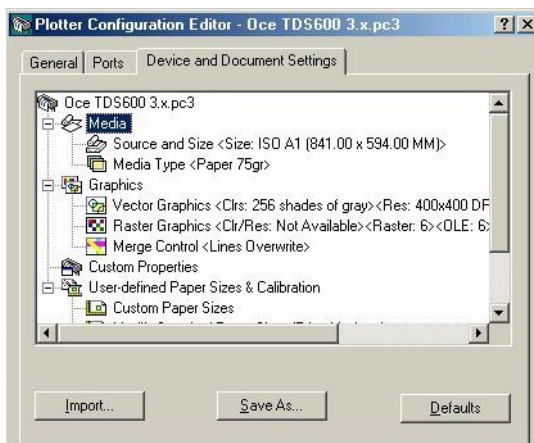 Plotter Configuration Editor - Oce TDS600 3.x.pc3
General Ports Device and Document Settings
Oce TDS600 3.x.pc3
Media
Source and Size <Size: ISO A1 (841.00 x 594.00 MM)>
Media Type <Paper 75gr>
Graphics
Vector Graphics <Clrs: 256 shades of gray><Res: 400x400 DP
Raster Graphics <Clr/Res: Not Available><Raster: 6><OLE: 6>
Merge Control <Lines Overwrite>
Custom Properties
User-defined Paper Sizes & Calibration
Custom Paper Sizes
Import... Save As... Defaults